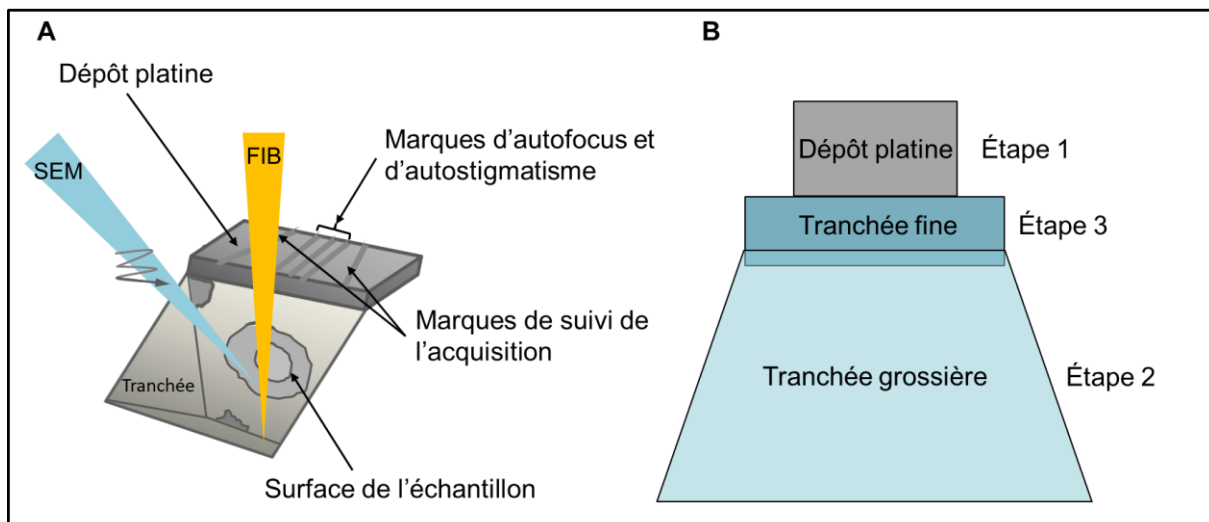 A
Dépôt platine
SEM
FIB
Marques d'autofocus et
d'autostigmatisme
Marques de suivi de
l'acquisition
Tranchée
Surface de l'échantillon
B
Dépôt platine
Étape 1
Tranchée fine
Étape 3
Tranchée grossière
Étape 2